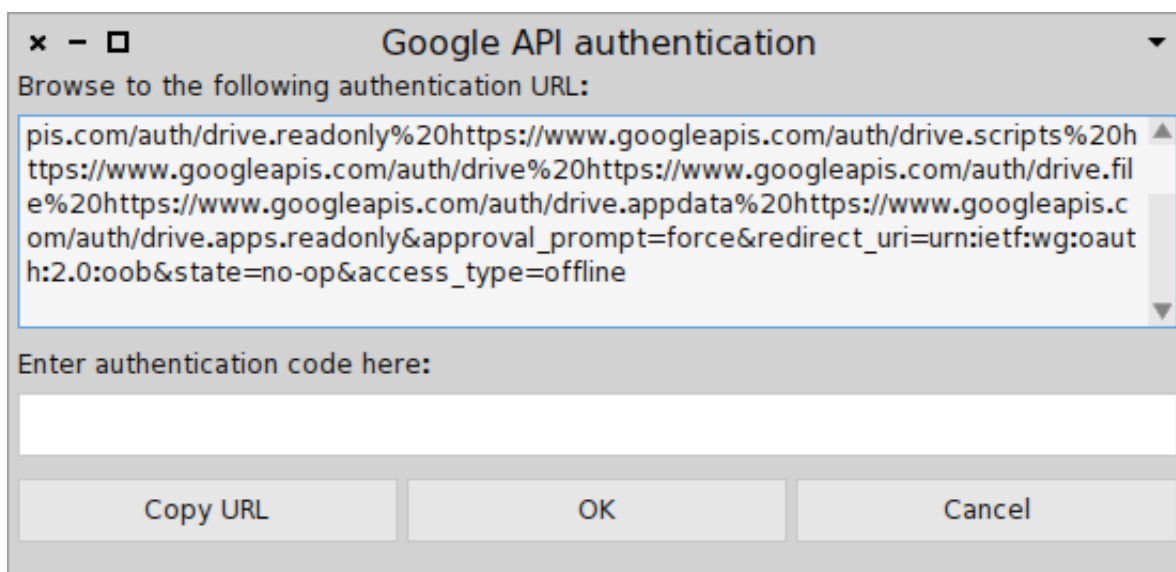 Google API authentication
Browse to the following authentication URL:
pis.com/auth/drive.readonly%20https://www.googleapis.com/auth/drive.scripts%20h
ttps://www.googleapis.com/auth/drive%20https://www.googleapis.com/auth/drive.fil
e%20https://www.googleapis.com/auth/drive.appdata%20https://www.googleapis.c
om/auth/drive.apps.readonly&approval_prompt=force&redirect_uri=urn:ietf:wg:oaut
h:2.0:oob&state=no-op&access_type=offline
Enter authentication code here:
Copy URL
OK
Cancel